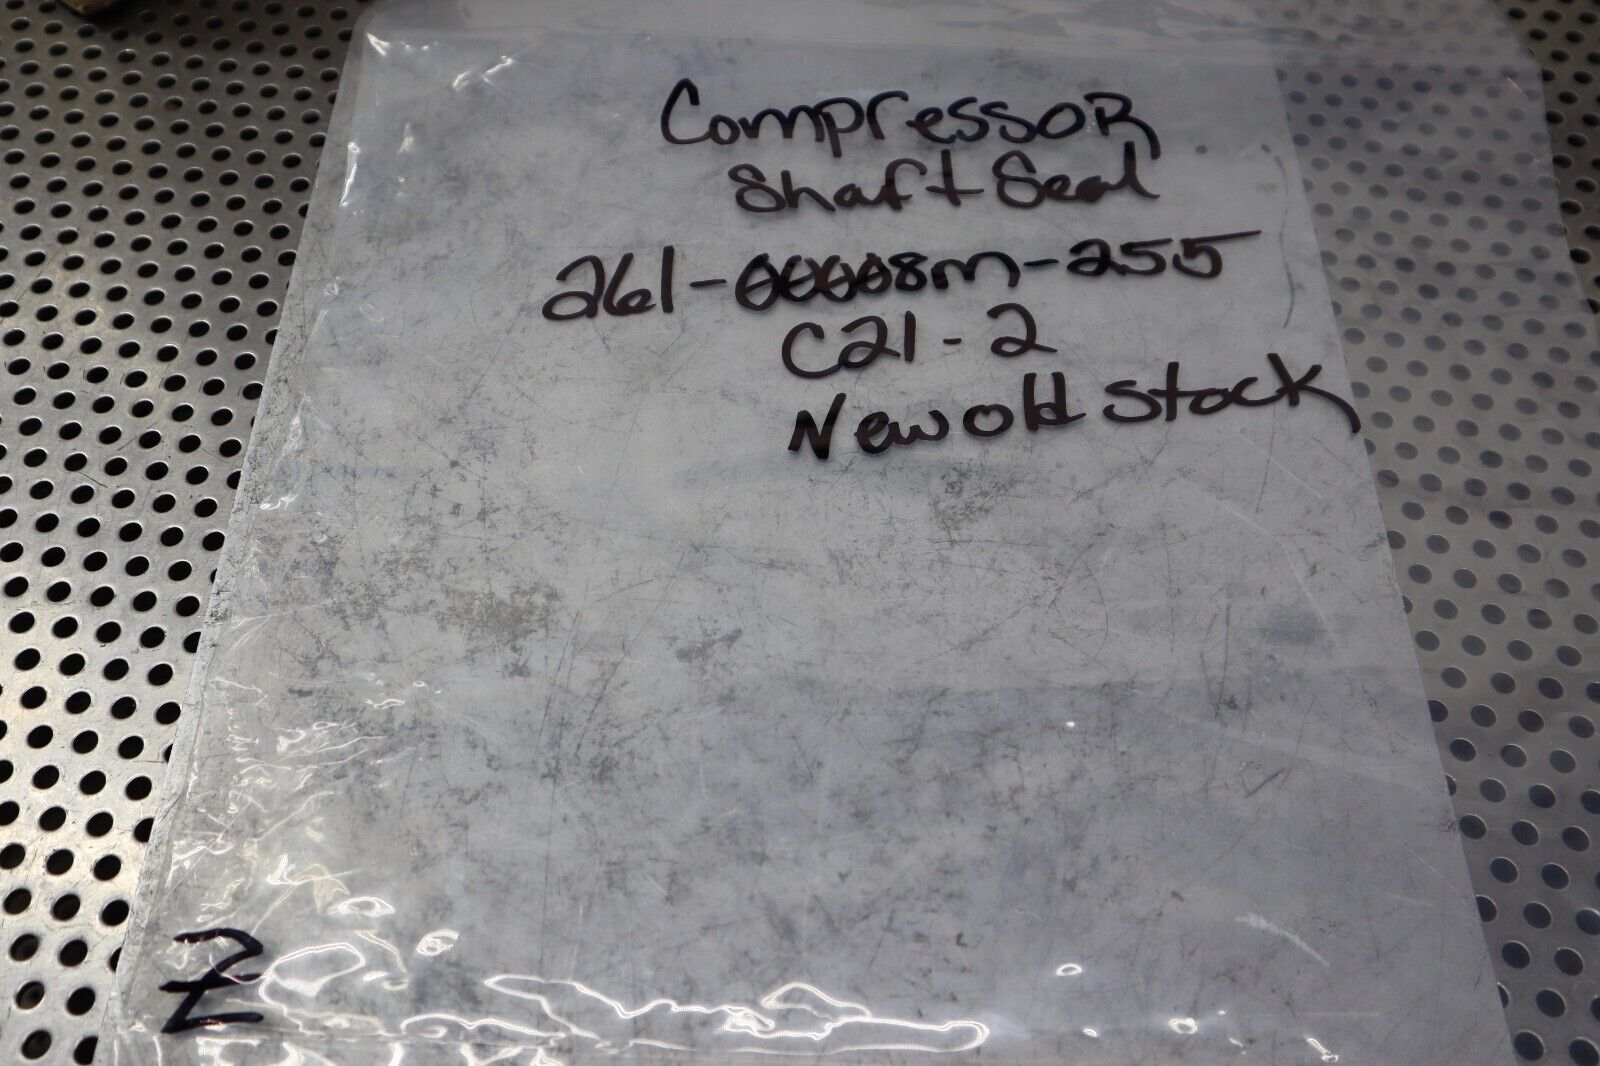 Compressor
Shaft Seal
261-00008m-255
C21-2
New old stock
Z